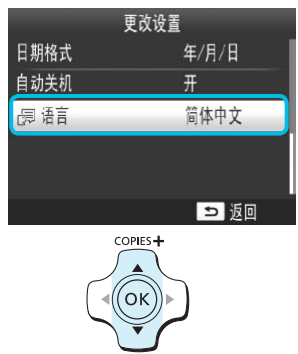 更改设置
日期格式 年/月/日
自动关机 开
语言 简体中文
返回
COPIES+
OK